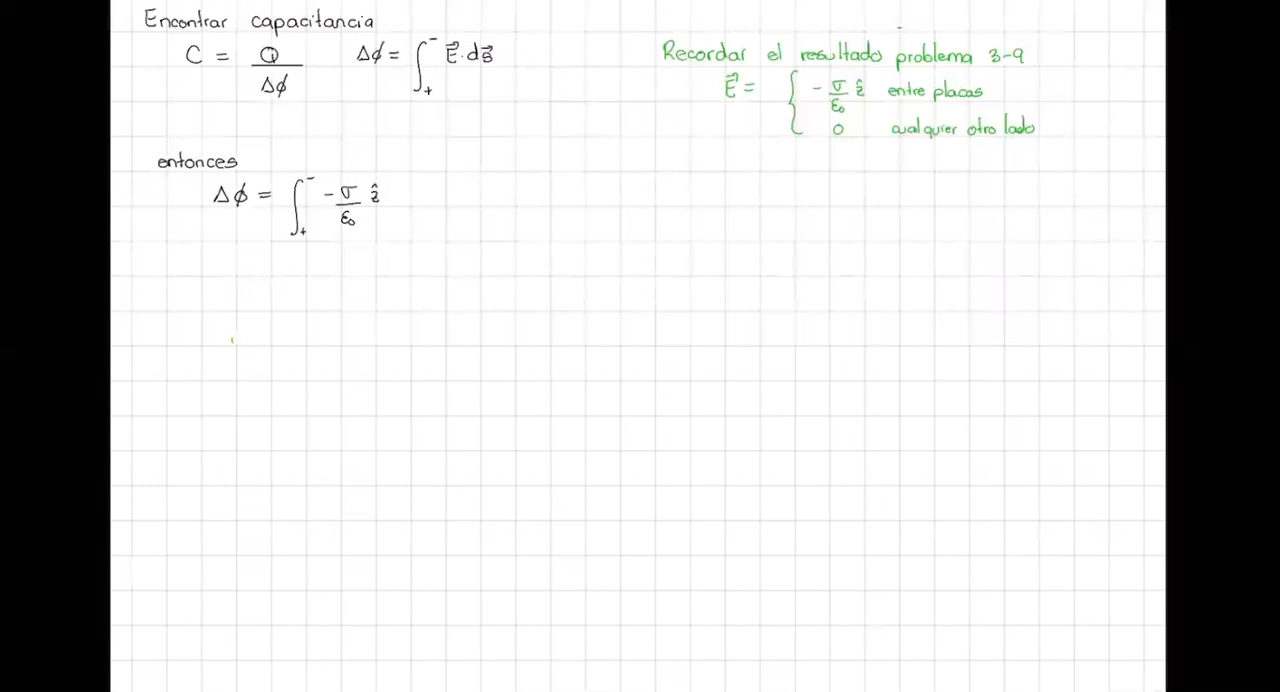 Encontrar capacitancia
C = Q/Δϕ Δϕ = ∫₊⁻ E⃗ · ds⃗
Recordar el resultado problema 3-9
E⃗ = { - σ/ε₀ ẑ entre placas
0 cualquier otro lado
entonces
Δϕ = ∫₊⁻ - σ/ε₀ ẑ